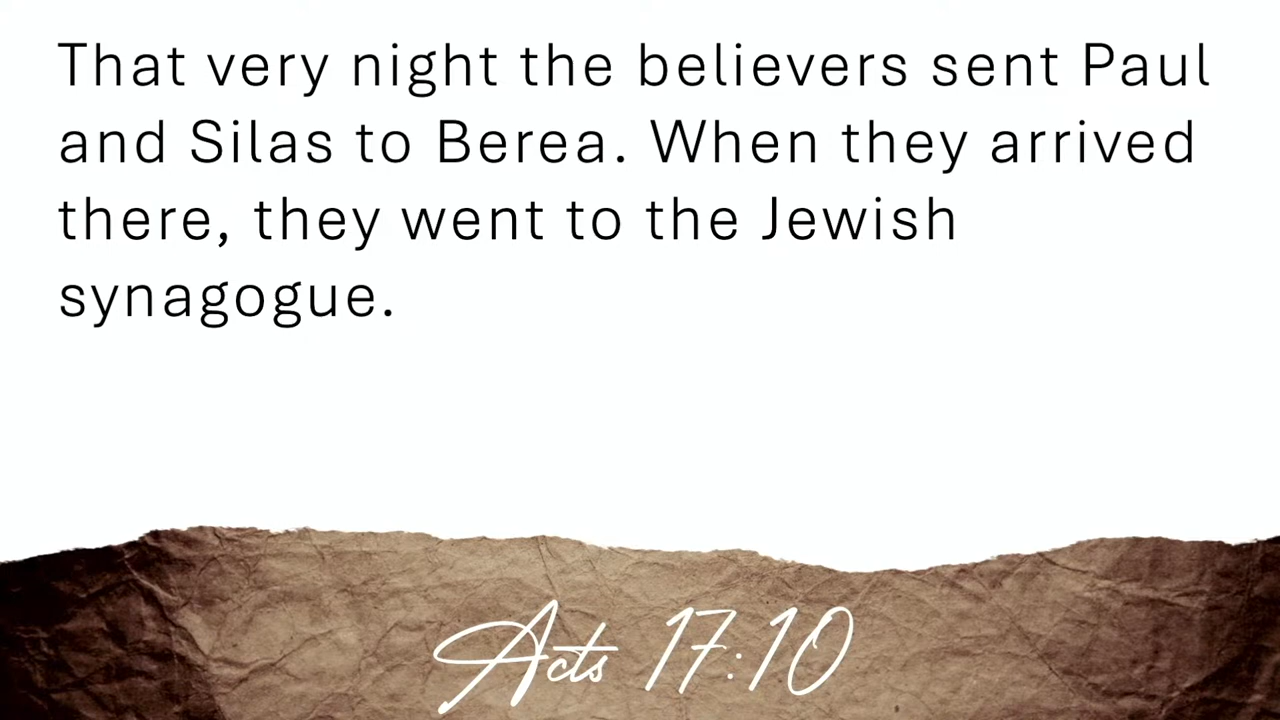 That very night the believers sent Paul
and Silas to Berea. When they arrived
there, they went to the Jewish
synagogue.
Acts 17:10